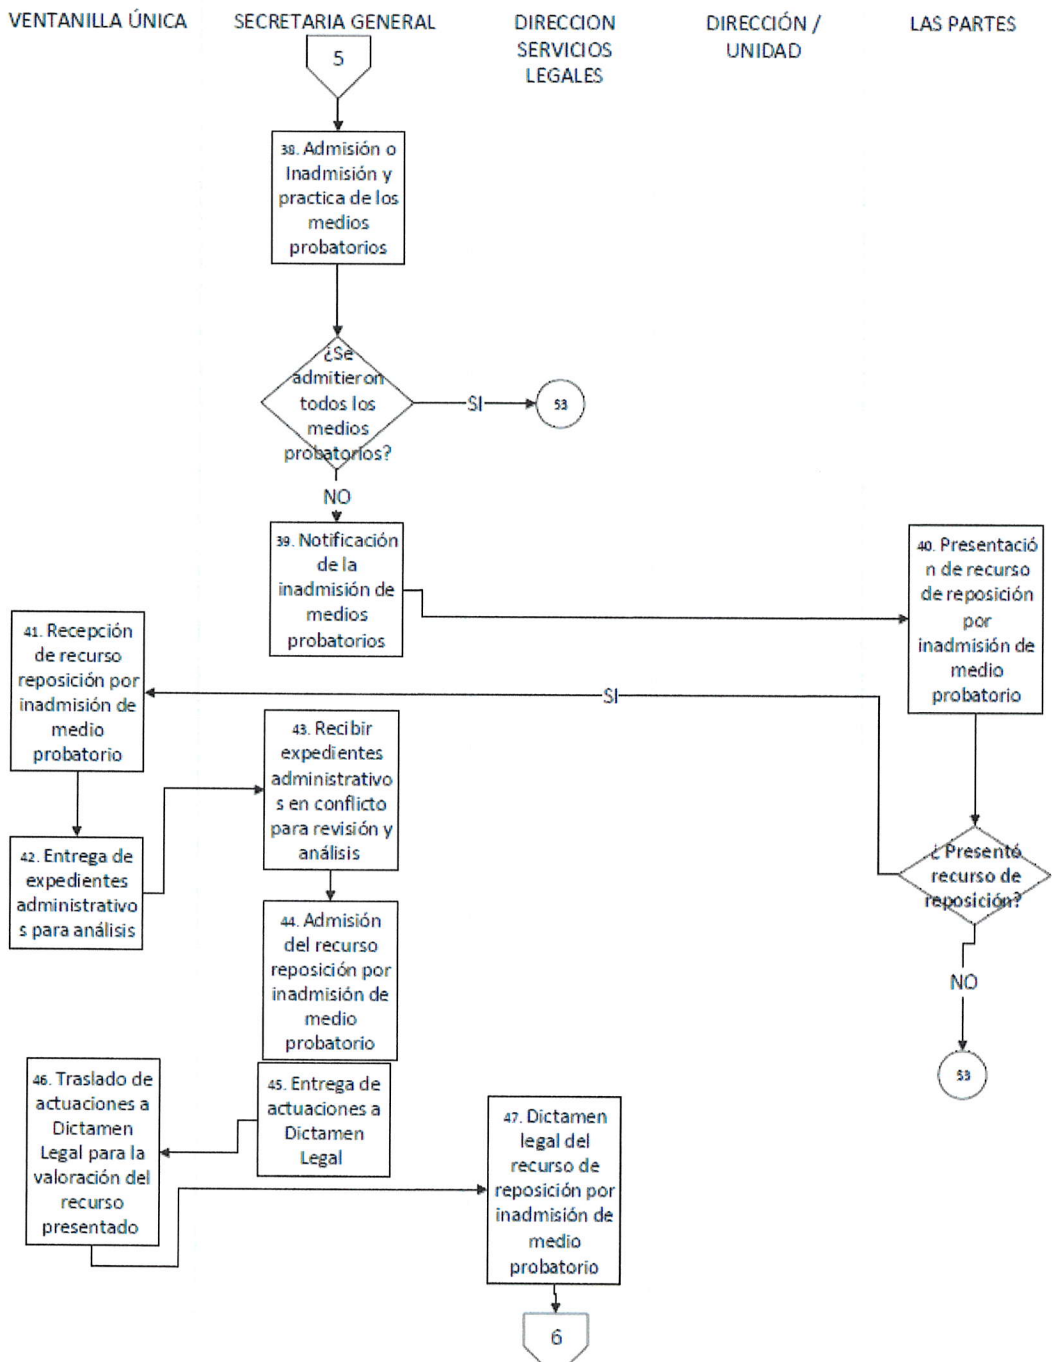 VENTANILLA ÚNICA
SECRETARIA GENERAL
DIRECCION
SERVICIOS
LEGALES
DIRECCIÓN /
UNIDAD
LAS PARTES
5
38. Admisión o
Inadmisión y
practica de los
medios
probatorios
¿Se
admitieron
todos los
medios
probatorios?
SI
53
NO
39. Notificación
de la
inadmisión de
medios
probatorios
40. Presentació
n de recurso
de reposición
por
inadmisión de
medio
probatorio
41. Recepción
de recurso
reposición por
inadmisión de
medio
probatorio
SI
43. Recibir
expedientes
administrativo
s en conflicto
para revisión y
análisis
42. Entrega de
expedientes
administrativo
s para análisis
¿ Presentó
recurso de
reposición?
44. Admisión
del recurso
reposición por
inadmisión de
medio
probatorio
NO
53
46. Traslado de
actuaciones a
Dictamen
Legal para la
valoración del
recurso
presentado
45. Entrega de
actuaciones a
Dictamen
Legal
47. Dictamen
legal del
recurso de
reposición por
inadmisión de
medio
probatorio
6